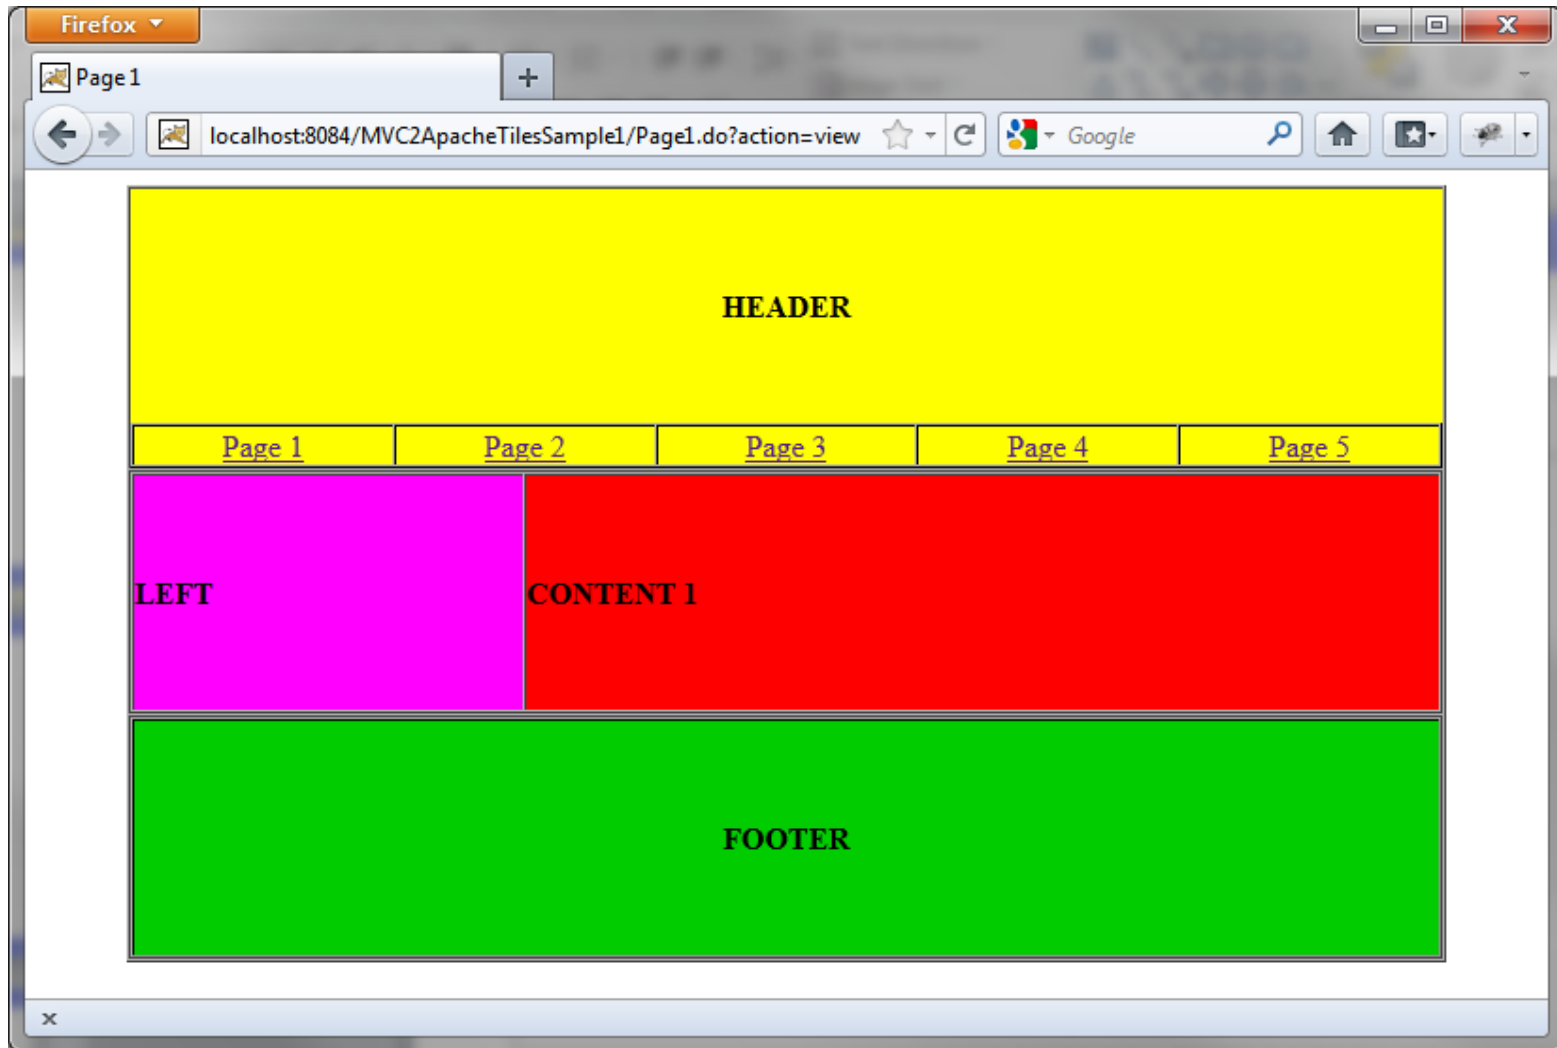 Firefox
Page 1
localhost:8084/MVC2ApacheTilesSample1/Page1.do?action=view
Google
HEADER
Page 1 Page 2 Page 3 Page 4 Page 5
LEFT
CONTENT 1
FOOTER